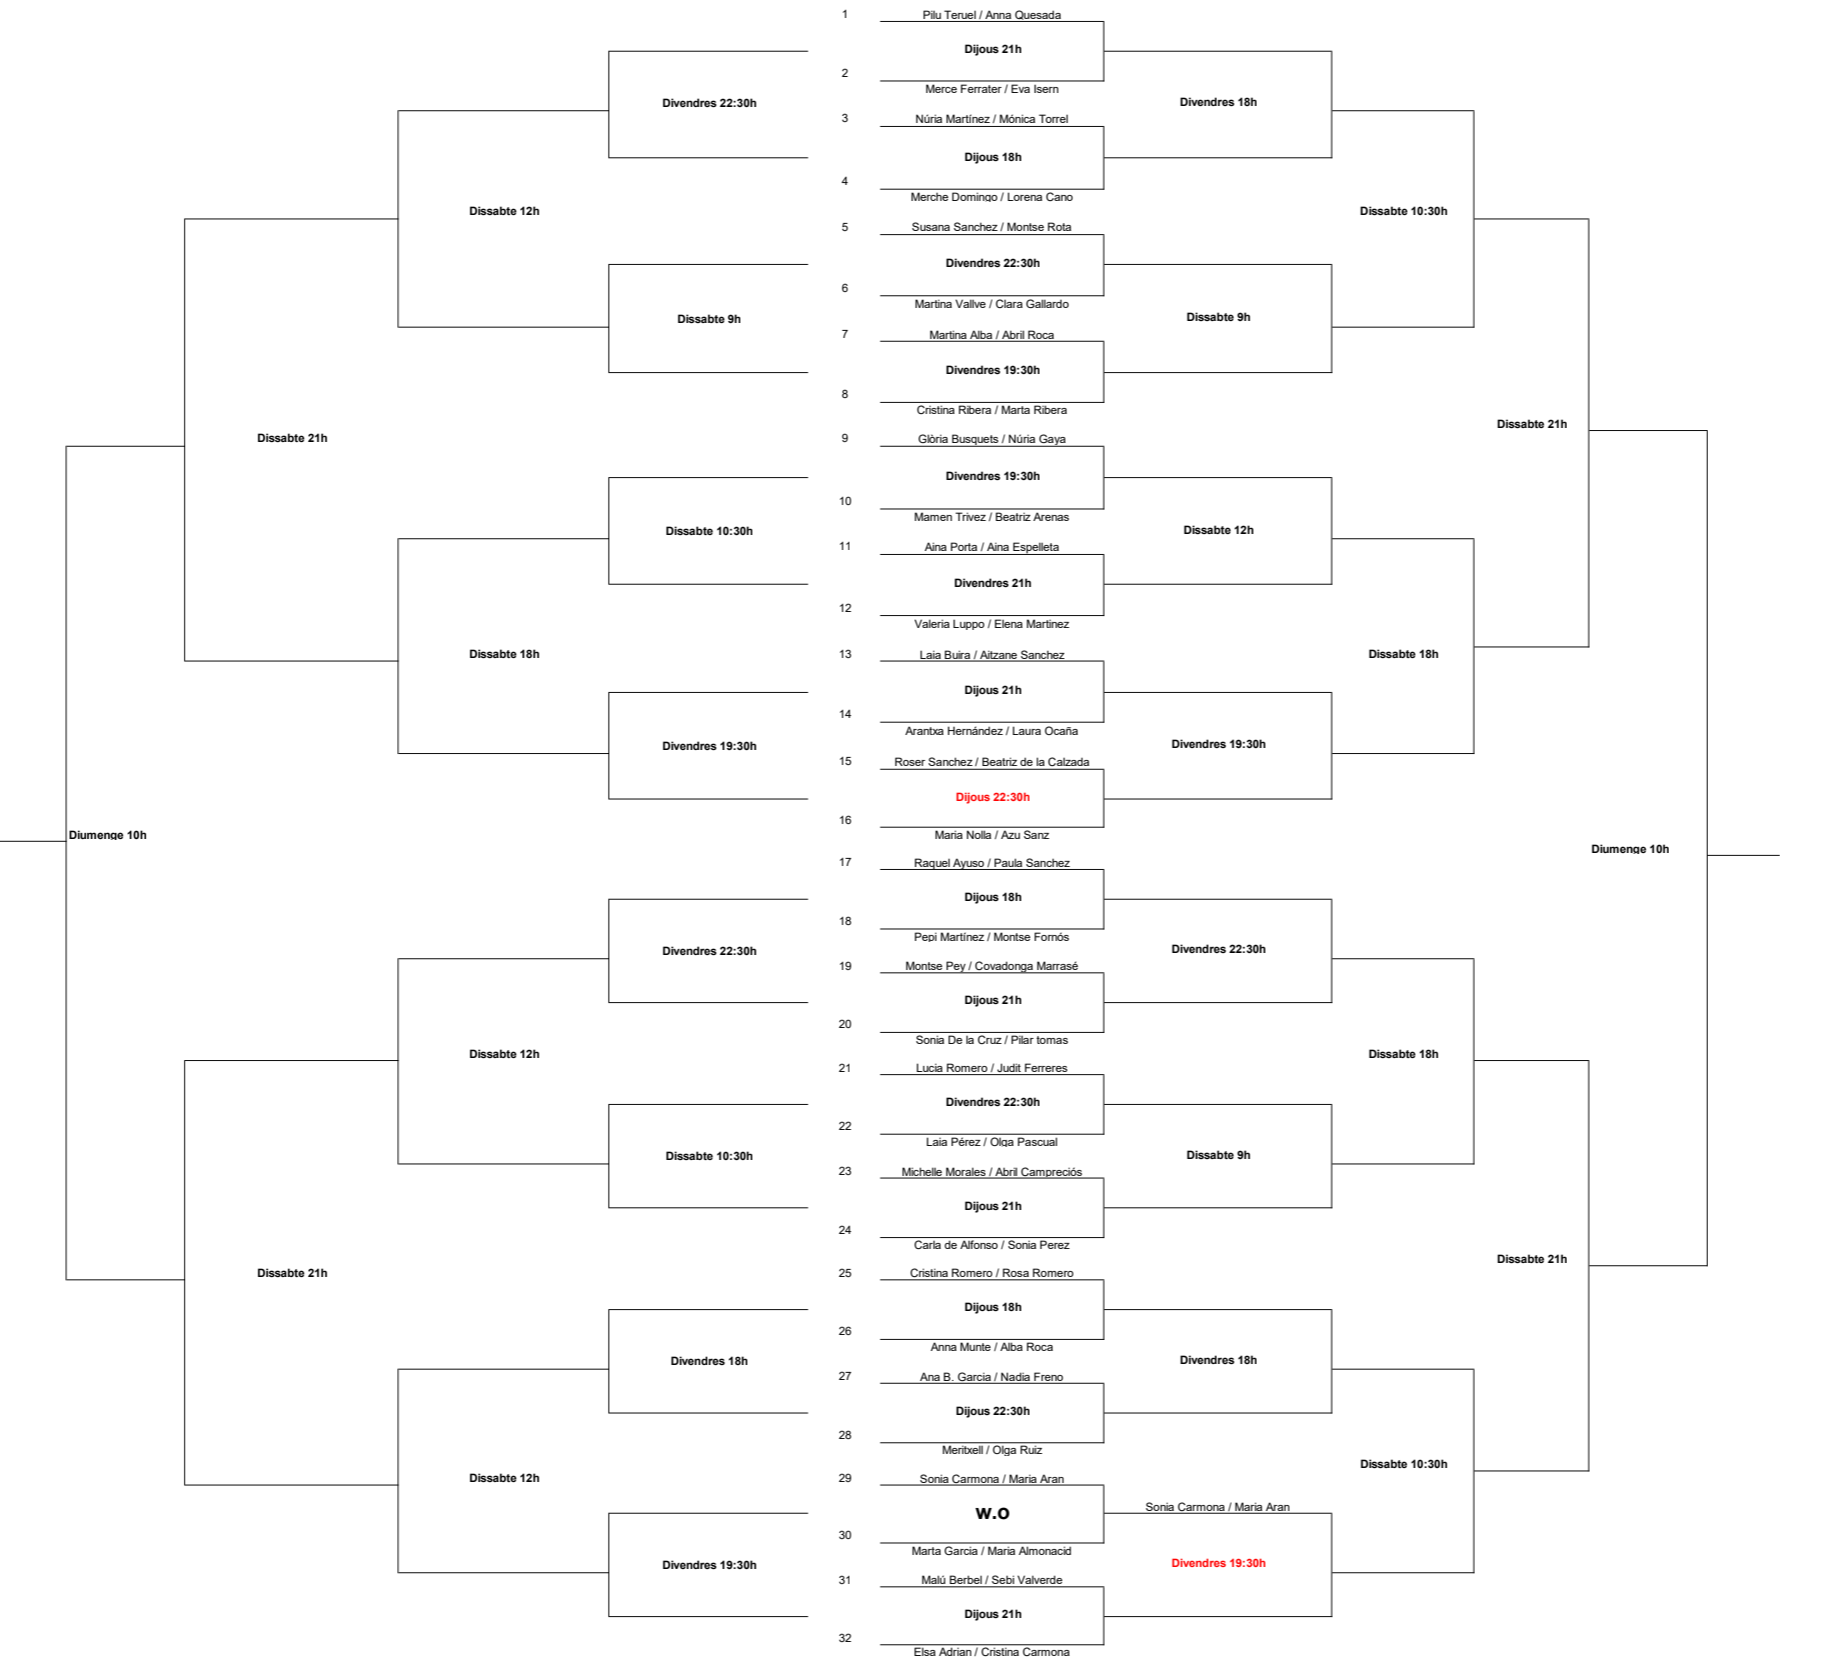 1 Pilu Teruel / Anna Quesada
Dijous 21h
2
Merce Ferrater / Eva Isern
Divendres 22:30h Divendres 18h
3 Núria Martínez / Mónica Torrel
Dijous 18h
4
Merche Domingo / Lorena Cano
Dissabte 12h Dissabte 10:30h
5 Susana Sanchez / Montse Rota
Divendres 22:30h
6
Martina Vallve / Clara Gallardo
Dissabte 9h Dissabte 9h
7 Martina Alba / Abril Roca
Divendres 19:30h
8
Cristina Ribera / Marta Ribera
Dissabte 21h Dissabte 21h
9 Glòria Busquets / Núria Gaya
Divendres 19:30h
10
Mamen Trivez / Beatriz Arenas
Dissabte 10:30h Dissabte 12h
11 Aina Porta / Aina Espelleta
Divendres 21h
12
Valeria Luppo / Elena Martinez
Dissabte 18h Dissabte 18h
13 Laia Buira / Aitzane Sanchez
Dijous 21h
14
Arantxa Hernández / Laura Ocaña
Divendres 19:30h Divendres 19:30h
15 Roser Sanchez / Beatriz de la Calzada
Dijous 22:30h
16
Maria Nolla / Azu Sanz
Diumenge 10h Diumenge 10h
17 Raquel Ayuso / Paula Sanchez
Dijous 18h
18
Pepi Martínez / Montse Fornós
Divendres 22:30h Divendres 22:30h
19 Montse Pey / Covadonga Marrasé
Dijous 21h
20
Sonia De la Cruz / Pilar tomas
Dissabte 12h Dissabte 18h
21 Lucia Romero / Judit Ferreres
Divendres 22:30h
22
Laia Pérez / Olga Pascual
Dissabte 10:30h Dissabte 9h
23 Michelle Morales / Abril Campreciós
Dijous 21h
24
Carla de Alfonso / Sonia Perez
Dissabte 21h Dissabte 21h
25 Cristina Romero / Rosa Romero
Dijous 18h
26
Anna Munte / Alba Roca
Divendres 18h Divendres 18h
27 Ana B. Garcia / Nadia Freno
Dijous 22:30h
28
Meritxell / Olga Ruiz
Dissabte 12h Dissabte 10:30h
29 Sonia Carmona / Maria Aran
W.O Sonia Carmona / Maria Aran
30
Marta Garcia / Maria Almonacid
Divendres 19:30h Divendres 19:30h
31 Malú Berbel / Sebi Valverde
Dijous 21h
32
Elsa Adrian / Cristina Carmona